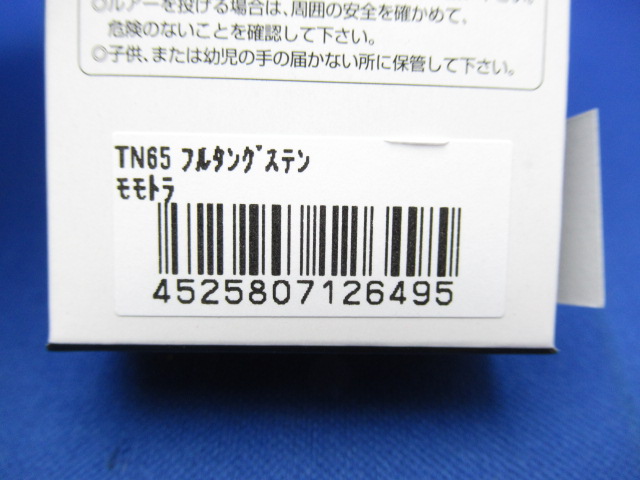 ◎ルアーを投げる場合は、周囲の安全を確かめて、
危険のないことを確認して下さい。
◎子供、または幼児の手の届かない所に保管して下さい。
TN65 フルタングステン
モモトラ
4525807126495